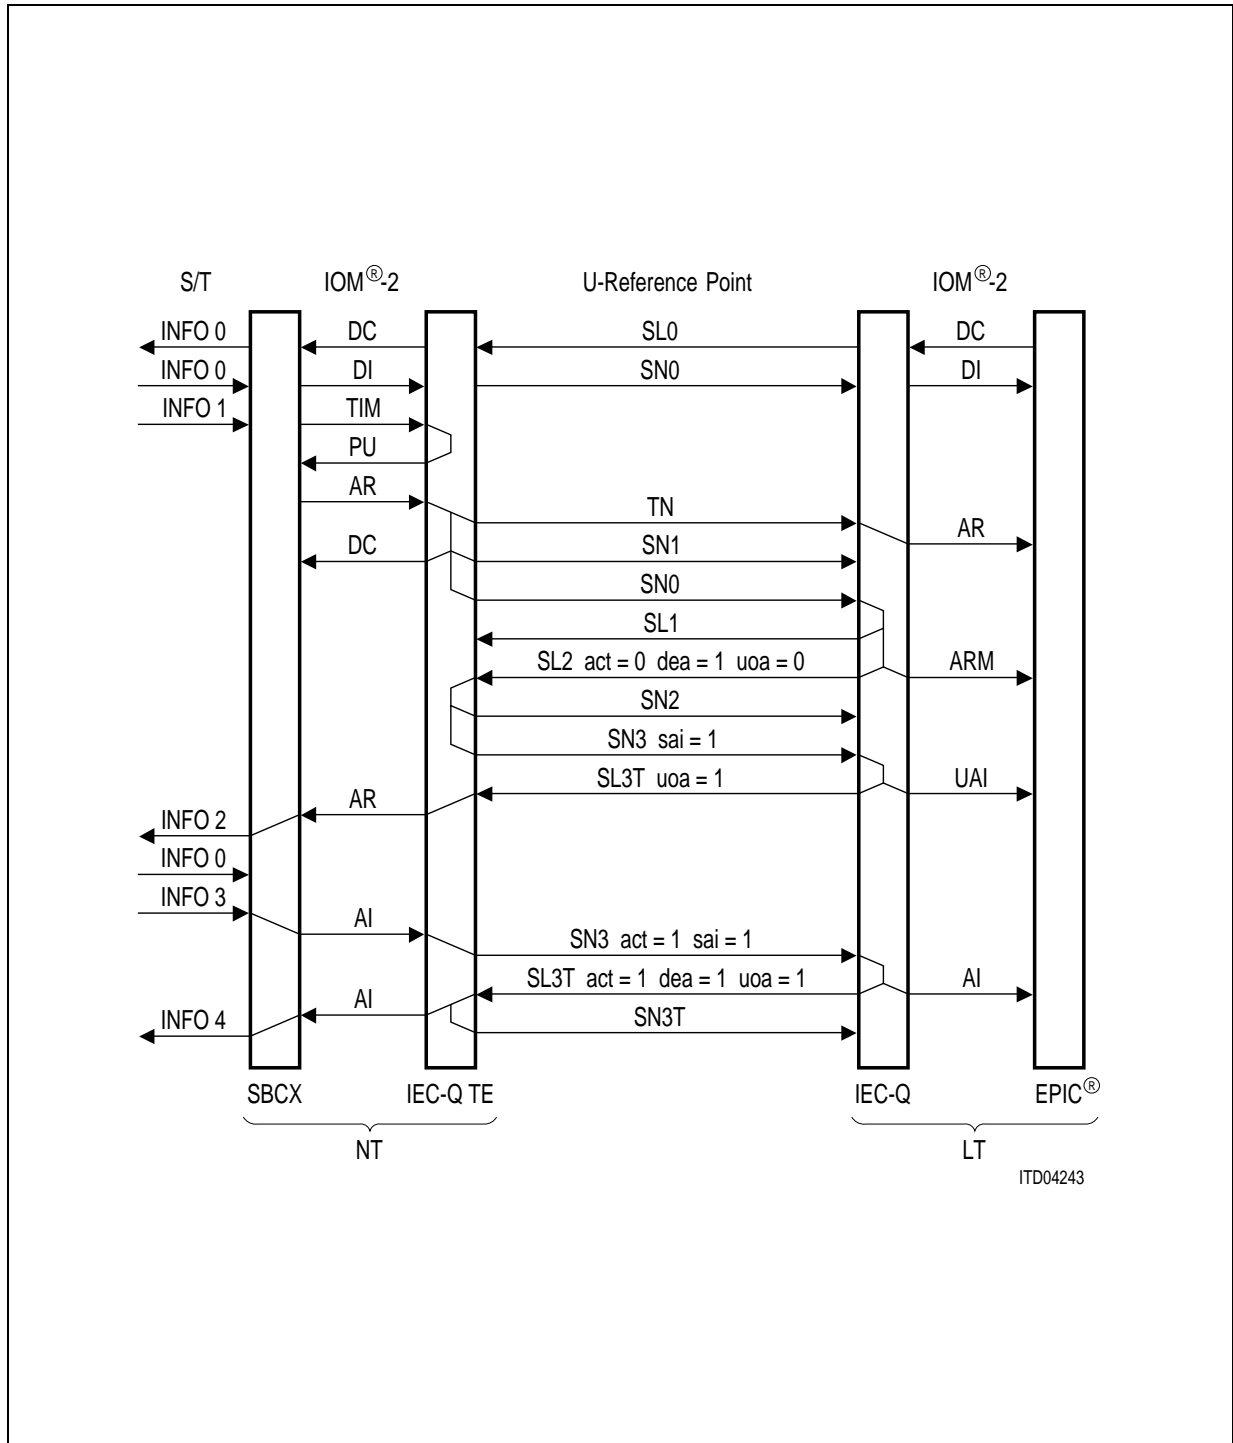 S/T IOM®-2 U-Reference Point IOM®-2
INFO 0 DC SL0 DC
INFO 0 DI SN0 DI
INFO 1 TIM
PU
AR
TN
AR
DC SN1
SN0
SL1
SL2 act = 0 dea = 1 uoa = 0 ARM
SN2
SN3 sai = 1
SL3T uoa = 1 UAI
AR
INFO 2
INFO 0
INFO 3
AI
SN3 act = 1 sai = 1
SL3T act = 1 dea = 1 uoa = 1 AI
AI
INFO 4
SN3T
SBCX IEC-Q TE IEC-Q EPIC®
NT LT
ITD04243